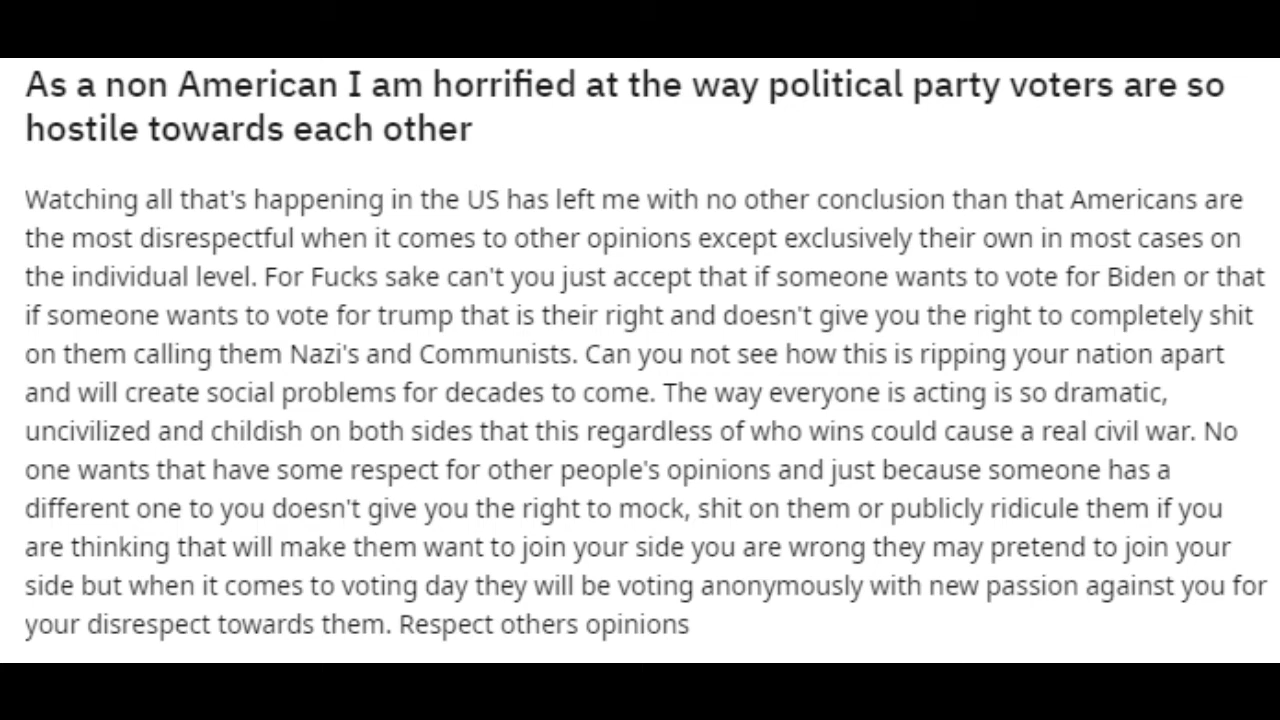 As a non American I am horrified at the way political party voters are so
hostile towards each other
Watching all that's happening in the US has left me with no other conclusion than that Americans are
the most disrespectful when it comes to other opinions except exclusively their own in most cases on
the individual level. For Fucks sake can't you just accept that if someone wants to vote for Biden or that
if someone wants to vote for trump that is their right and doesn't give you the right to completely shit
on them calling them Nazi's and Communists. Can you not see how this is ripping your nation apart
and will create social problems for decades to come. The way everyone is acting is so dramatic,
uncivilized and childish on both sides that this regardless of who wins could cause a real civil war. No
one wants that have some respect for other people's opinions and just because someone has a
different one to you doesn't give you the right to mock, shit on them or publicly ridicule them if you
are thinking that will make them want to join your side you are wrong they may pretend to join your
side but when it comes to voting day they will be voting anonymously with new passion against you for
your disrespect towards them. Respect others opinions